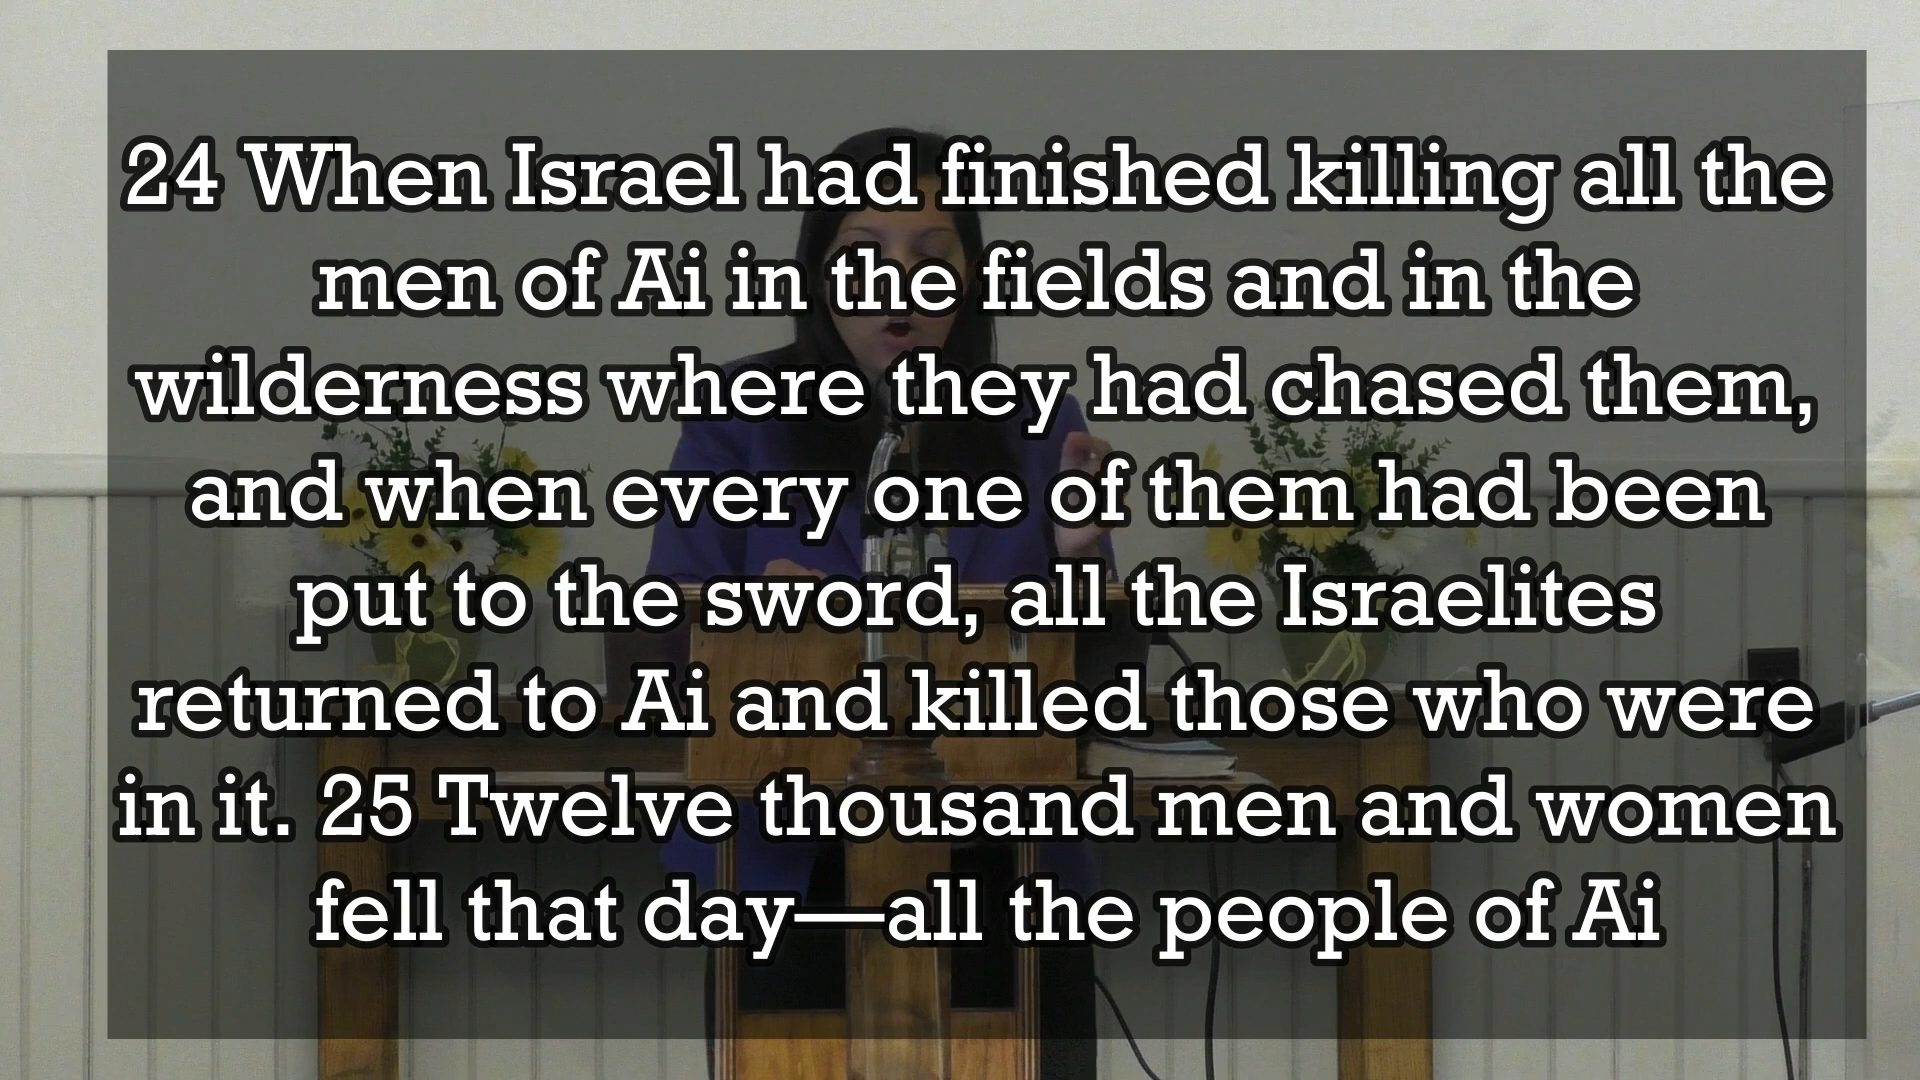 24 When Israel had finished killing all the
men of Ai in the fields and in the
wilderness where they had chased them,
and when every one of them had been
put to the sword, all the Israelites
returned to Ai and killed those who were
in it. 25 Twelve thousand men and women
fell that day—all the people of Ai